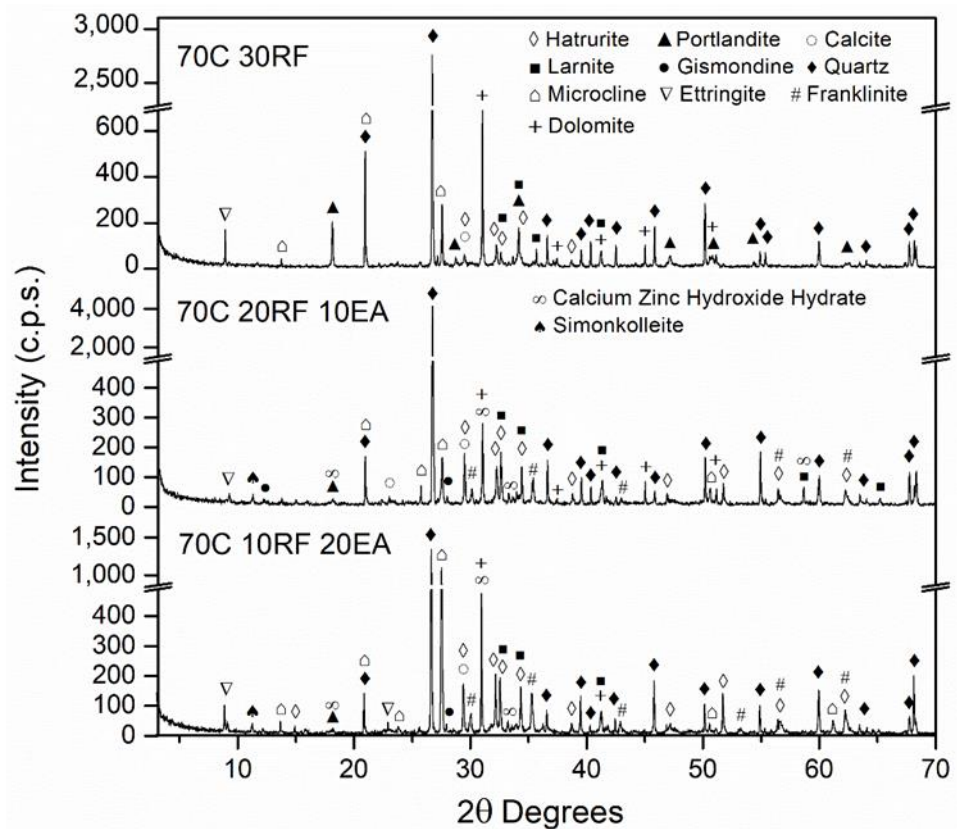 3,000
2,500
600
400
200
0
70C 30RF
Hatrurite Portlandite Calcite
Larnite Gismondine Quartz
Microcline Ettringite # Franklinite
+ Dolomite
4,000
2,000
400
300
200
100
0
70C 20RF 10EA
Calcium Zinc Hydroxide Hydrate
Simonkolleite
1,500
1,000
400
300
200
100
0
70C 10RF 20EA
Intensity (c.p.s.)
10 20 30 40 50 60 70
2θ Degrees